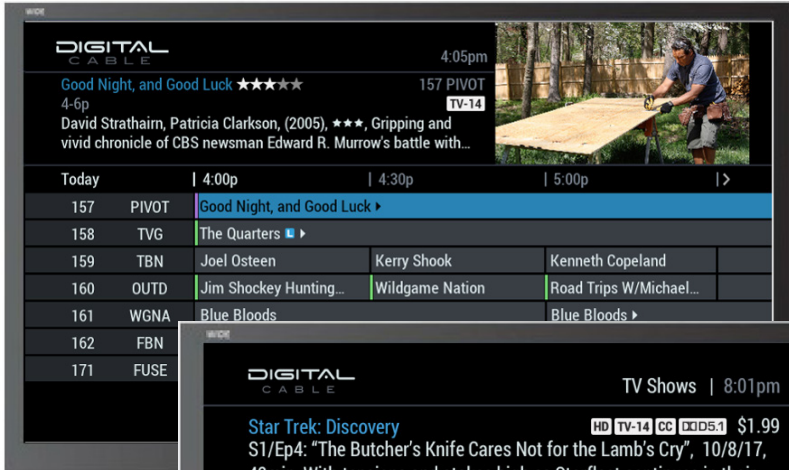 WIDE
DIGITAL
CABLE
4:05pm
Good Night, and Good Luck ★★★★★
157 PIVOT
4-6p
TV-14
David Strathairn, Patricia Clarkson, (2005), ★★★, Gripping and
vivid chronicle of CBS newsman Edward R. Murrow's battle with...
Today | 4:00p | 4:30p | 5:00p
157 PIVOT Good Night, and Good Luck
158 TVG The Quarters L
159 TBN Joel Osteen Kerry Shook Kenneth Copeland
160 OUTD Jim Shockey Hunting... Wildgame Nation Road Trips W/Michael...
161 WGNA Blue Bloods Blue Bloods
162 FBN
171 FUSE
WIDE
DIGITAL
CABLE
TV Shows | 8:01pm
Star Trek: Discovery HD TV-14 CC DD5.1 $1.99
S1/Ep4: “The Butcher's Knife Cares Not for the Lamb's Cry”, 10/8/17,